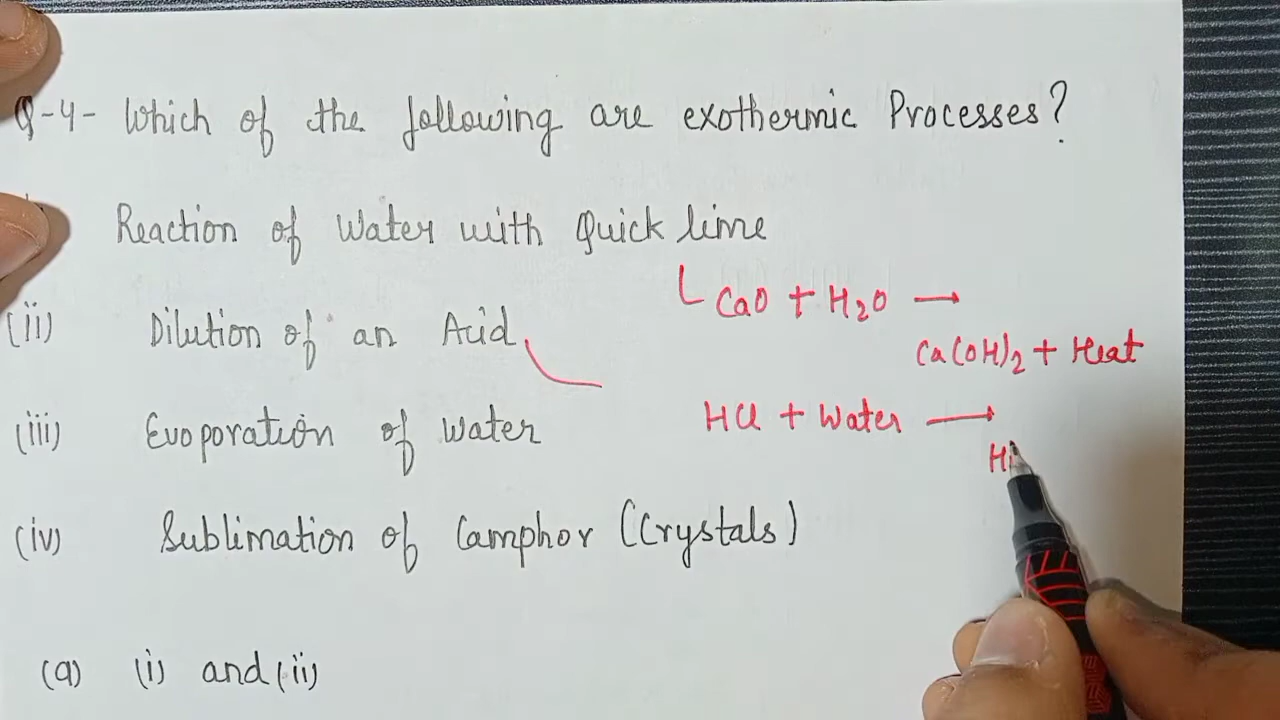 Q-4- Which of the following are exothermic Processes?
Reaction of Water with Quick lime
CaO + H2O →
(ii) Dilution of an Acid
Ca(OH)2 + Heat
(iii) Evoporation of water
HCl + Water →
(iv) Sublimation of Camphor (Crystals)
(a) (i) and (ii)